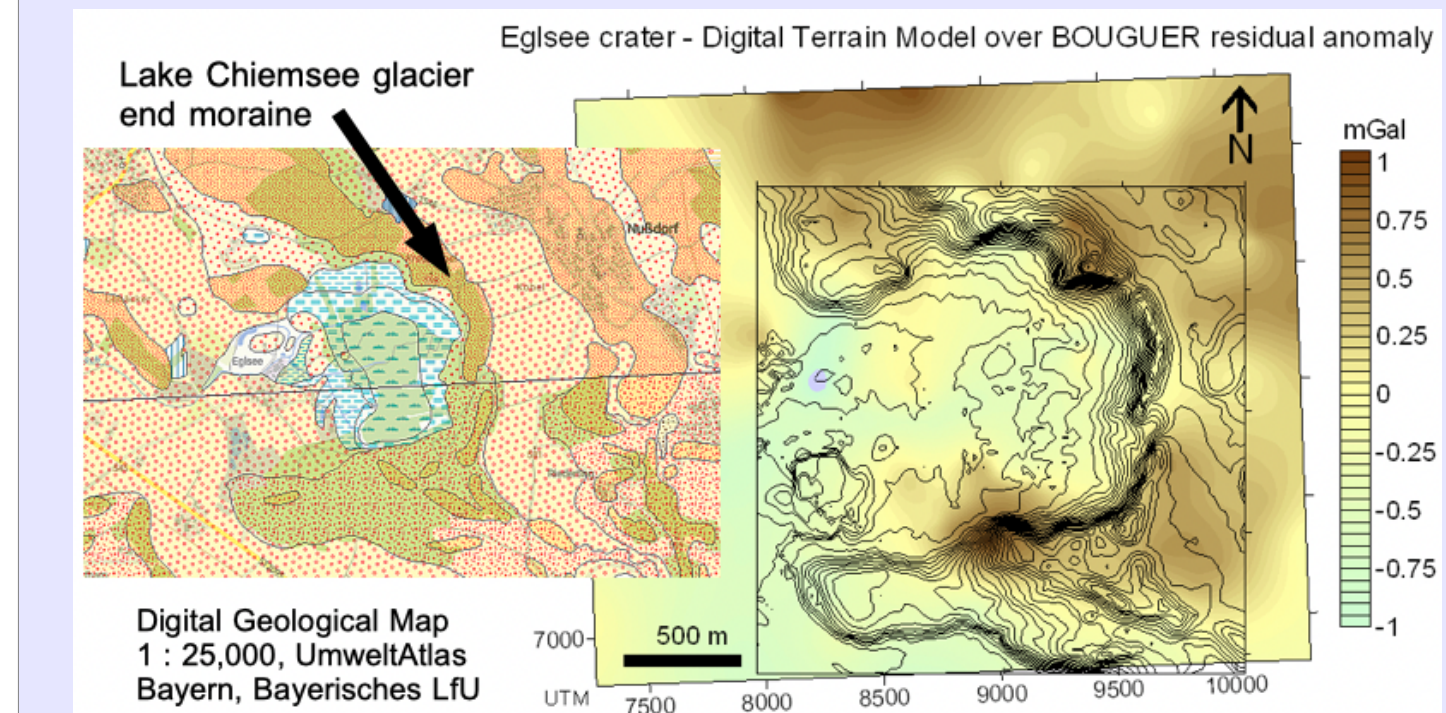 Eglsee crater - Digital Terrain Model over BOUGUER residual anomaly
Lake Chiemsee glacier
end moraine
N
mGal
1
0.75
0.5
0.25
0
-0.25
-0.5
-0.75
-1
Nußdorf
Eglsee
Digital Geological Map
1 : 25,000, UmweltAtlas
Bayern, Bayerisches LfU
7000
500 m
UTM
7500
8000
8500
9000
9500
10000